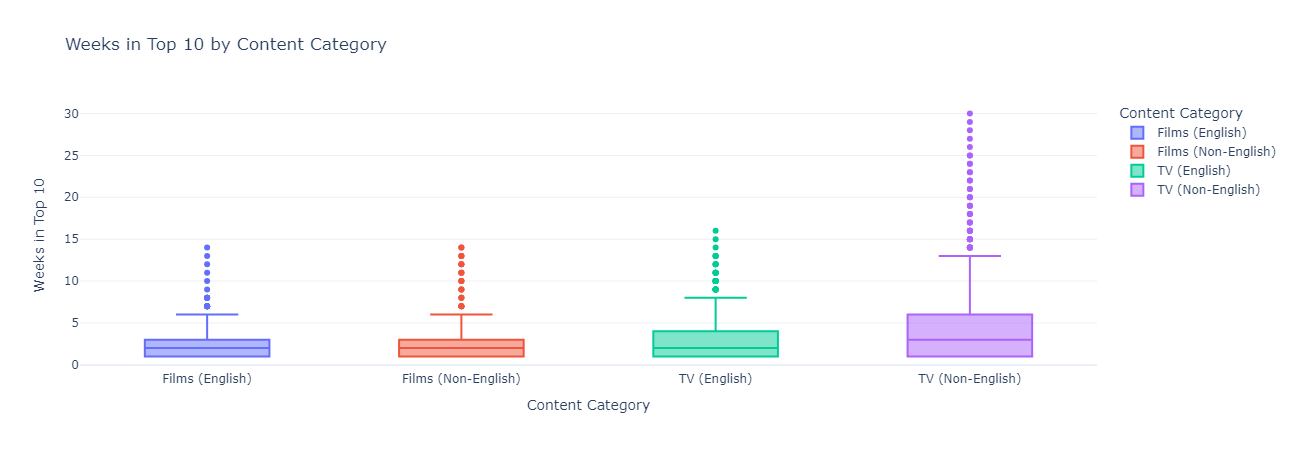 Weeks in Top 10 by Content Category
30
25
20
15
10
5
0
Weeks in Top 10
Films (English)
Films (Non-English)
TV (English)
TV (Non-English)
Content Category
Content Category
Films (English)
Films (Non-English)
TV (English)
TV (Non-English)